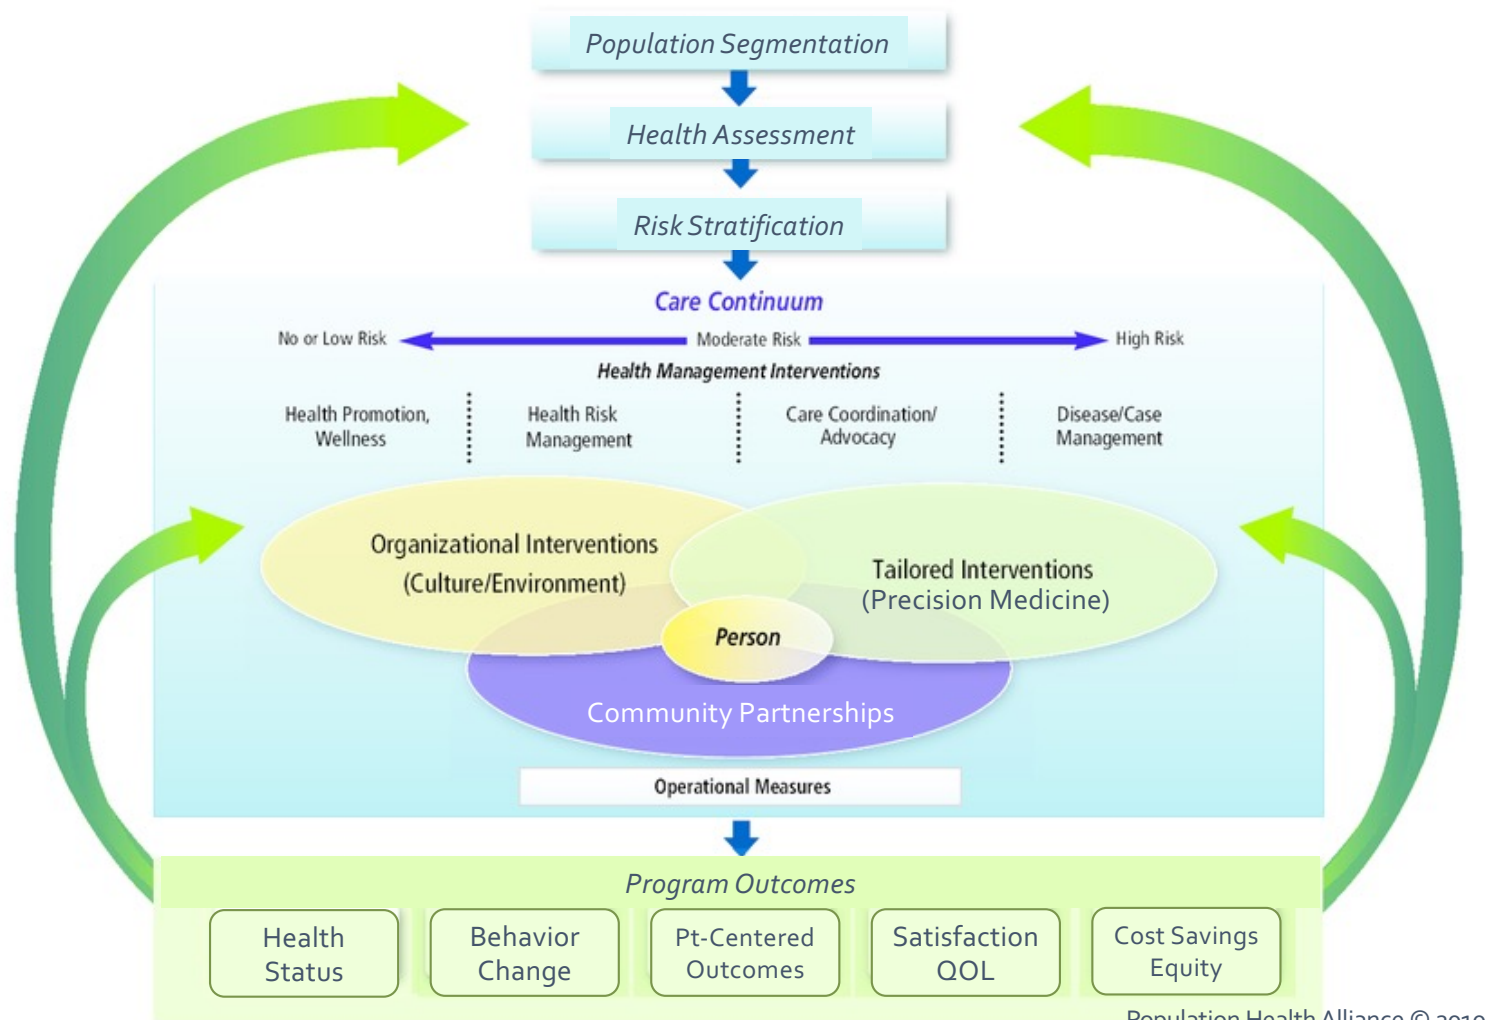 Population Segmentation
Health Assessment
Risk Stratification
Care Continuum
No or Low Risk
Moderate Risk
High Risk
Health Management Interventions
Health Promotion,
Wellness
Health Risk
Management
Care Coordination/
Advocacy
Disease/Case
Management
Organizational Interventions
(Culture/Environment)
Tailored Interventions
(Precision Medicine)
Person
Community Partnerships
Operational Measures
Program Outcomes
Health
Status
Behavior
Change
Pt-Centered
Outcomes
Satisfaction
QOL
Cost Savings
Equity
Population Health Alliance ©